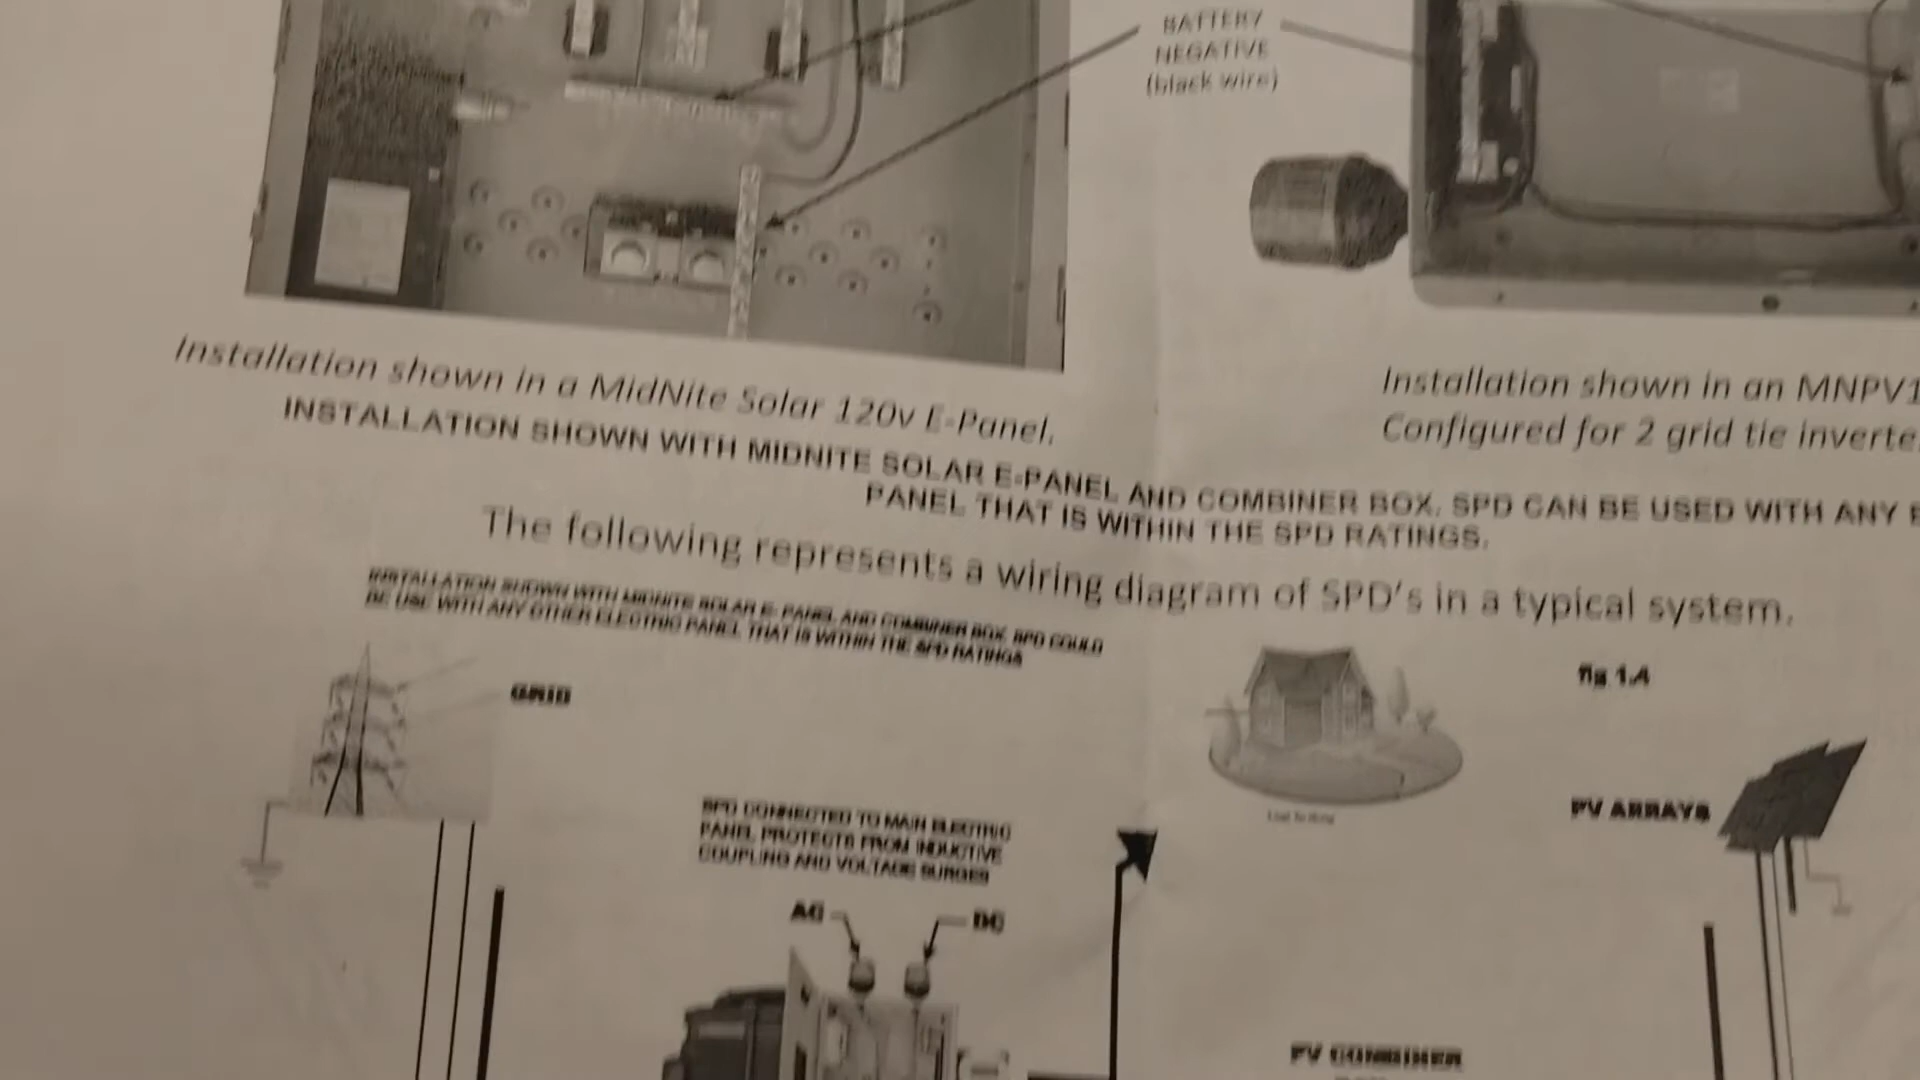 BATTERY
NEGATIVE
(black wire)
Installation shown in a MidNite Solar 120v E-Panel.
Installation shown in an MNPV1
Configured for 2 grid tie inverte
INSTALLATION SHOWN WITH MIDNITE SOLAR E-PANEL AND COMBINER BOX. SPD CAN BE USED WITH ANY E
PANEL THAT IS WITHIN THE SPD RATINGS.
The following represents a wiring diagram of SPD's in a typical system.
INSTALLATION SHOWN WITH MIDNITE SOLAR E-PANEL AND COMBINER BOX. SPD COULD
BE USE WITH ANY OTHER ELECTRIC PANEL THAT IS WITHIN THE SPD RATINGS
GRID
fig 1.4
PV ARRAYS
SPD CONNECTED TO MAIN ELECTRIC
PANEL PROTECTS FROM INDUCTIVE
COUPLING AND VOLTAGE SURGES
AC
DC
PV COMBINER